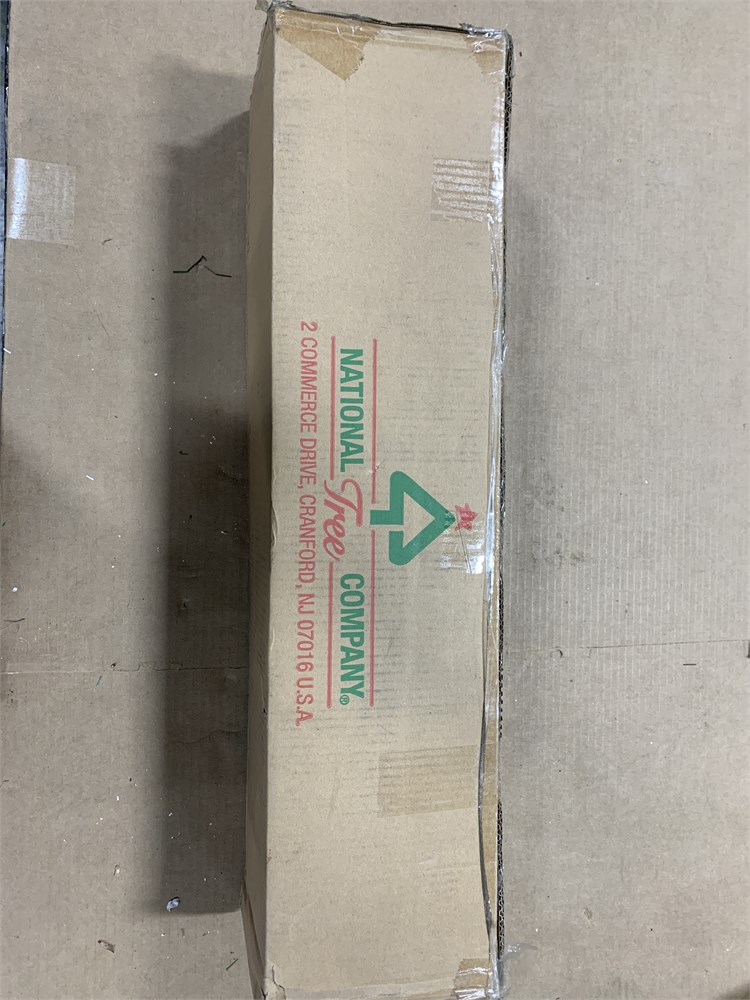 NATIONAL Tree COMPANY®
2 COMMERCE DRIVE, CRANFORD, NJ 07016 U.S.A.